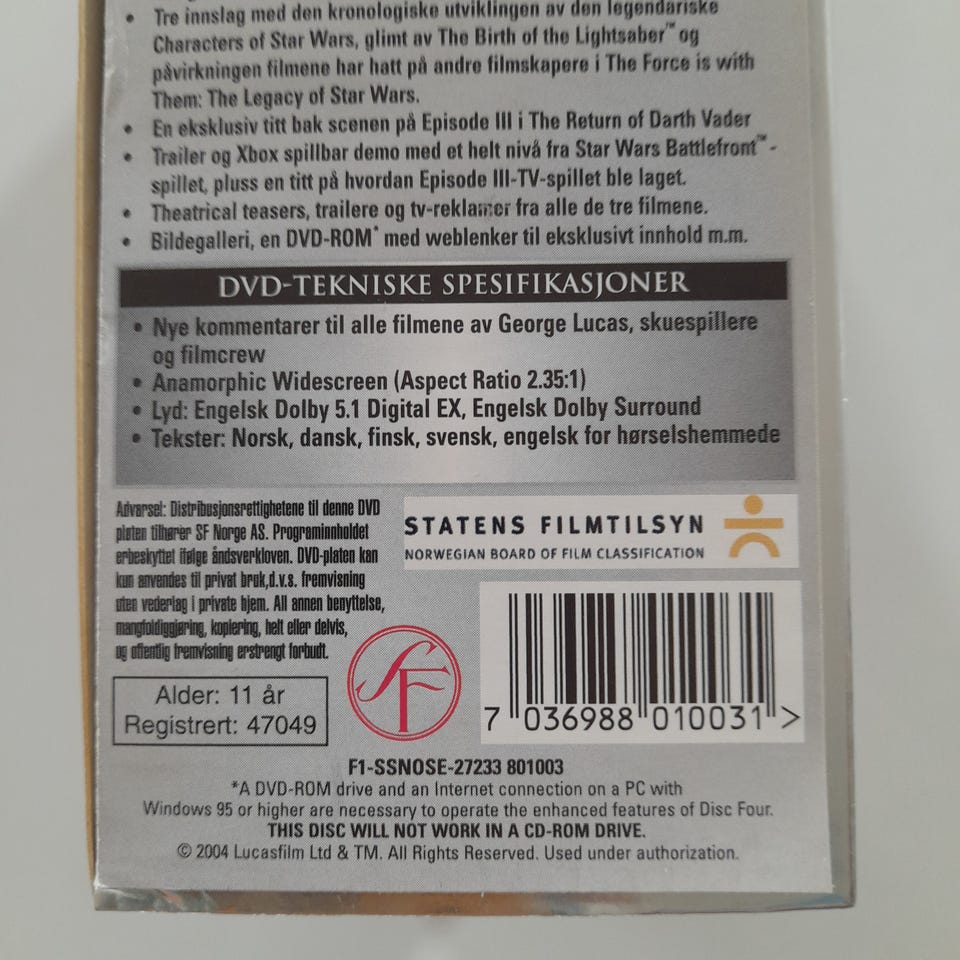 • Tre innslag med den kronologiske utviklingen av den legendariske
Characters of Star Wars, glimt av The Birth of the Lightsaber™ og
påvirkningen filmene har hatt på andre filmskapere i The Force is with
Them: The Legacy of Star Wars.
• En eksklusiv titt bak scenen på Episode III i The Return of Darth Vader
• Trailer og Xbox spillbar demo med et helt nivå fra Star Wars Battlefront™ -
spillet, pluss en titt på hvordan Episode III-TV-spillet ble laget.
• Theatrical teasers, trailere og tv-reklamer fra alle de tre filmene.
• Bildegalleri, en DVD-ROM* med weblenker til eksklusivt innhold m.m.
DVD-TEKNISKE SPESIFIKASJONER
• Nye kommentarer til alle filmene av George Lucas, skuespillere
og filmcrew
• Anamorphic Widescreen (Aspect Ratio 2.35:1)
• Lyd: Engelsk Dolby 5.1 Digital EX, Engelsk Dolby Surround
• Tekster: Norsk, dansk, finsk, svensk, engelsk for hørselshemmede
Advarsel: Distribusjonsrettighetene til denne DVD
platen tilhører SF Norge AS. Programinnholdet
erbeskyttet ifølge åndsverkloven. DVD-platen kan
kun anvendes til privat bruk,d.v.s. fremvisning
uten vederlag i private hjem. All annen benyttelse,
mangfoldiggjøring, kopiering, helt eller delvis,
og offentlig fremvisning erstrengt forbudt.
STATENS FILMTILSYN
NORWEGIAN BOARD OF FILM CLASSIFICATION
Alder: 11 år
Registrert: 47049
SF
7 036988 010031 >
F1-SSNOSE-27233 801003
*A DVD-ROM drive and an Internet connection on a PC with
Windows 95 or higher are necessary to operate the enhanced features of Disc Four.
THIS DISC WILL NOT WORK IN A CD-ROM DRIVE.
© 2004 Lucasfilm Ltd & TM. All Rights Reserved. Used under authorization.